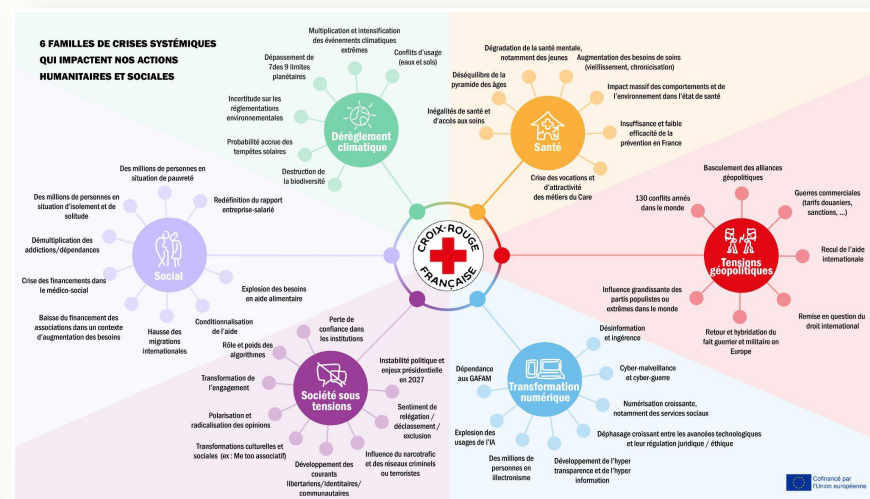 6 FAMILLES DE CRISES SYSTÉMIQUES
QUI IMPACTENT NOS ACTIONS
HUMANITAIRES ET SOCIALES
Multiplication et intensification
des événements climatiques
extrêmes
Dépassement de
7des 9 limites
planétaires
Conflits d'usage
(eaux et sols)
Incertitude sur les
réglementations
environnementales
Probabilité accrue des
tempêtes solaires
Destruction de
la biodiversité
Dérèglement
climatique
Dégradation de la santé mentale,
notamment des jeunes
Augmentation des besoins de soins
(vieillissement, chronicisation)
Déséquilibre de la
pyramide des âges
Impact massif des comportements et de
l'environnement dans l'état de santé
Inégalités de santé et
d'accès aux soins
Insuffisance et faible
efficacité de la
prévention en France
Crise des vocations et
d'attractivité
des métiers du Care
Santé
Basculement des alliances
géopolitiques
130 conflits armés
dans le monde
Guerres commerciales
(tarifs douaniers,
sanctions, ...)
Recul de l'aide
internationale
Influence grandissante des
partis populistes ou
extrêmes dans le monde
Remise en question du
droit international
Retour et hybridation du
fait guerrier et militaire en
Europe
Tensions
géopolitiques
CROIX-ROUGE
FRANÇAISE
Des millions de personnes en
situation de pauvreté
Des millions de personnes en
situation d'isolement et de
solitude
Redéfinition du rapport
entreprise-salarié
Démultiplication des
addictions/dépendances
Crise des financements dans
le médico-social
Explosion des besoins
en aide alimentaire
Baisse du financement des
associations dans un contexte
d'augmentation des besoins
Hausse des
migrations
internationales
Conditionnalisation
de l'aide
Social
Perte de
confiance dans
les institutions
Rôle et poids des
algorithmes
Instabilité politique et
enjeux présidentielle
en 2027
Transformation de
l'engagement
Sentiment de
relégation /
déclassement /
exclusion
Polarisation et
radicalisation des opinions
Transformations culturelles et
sociales (ex : Me too associatif)
Influence du narcotrafic
et des réseaux criminels
ou terroristes
Développement des
courants
libertariens/identitaires/
communautaires
Société sous
tensions
Désinformation
et ingérence
Dépendance
aux GAFAM
Cyber-malveillance
et cyber-guerre
Numérisation croissante,
notamment des services sociaux
Explosion des
usages de l'IA
Déphasage croissant entre les avancées technologiques
et leur régulation juridique / éthique
Des millions de
personnes en
illectronisme
Développement de l'hyper
transparence et de l'hyper
information
Transformation
numérique
Cofinancé par
l'Union européenne